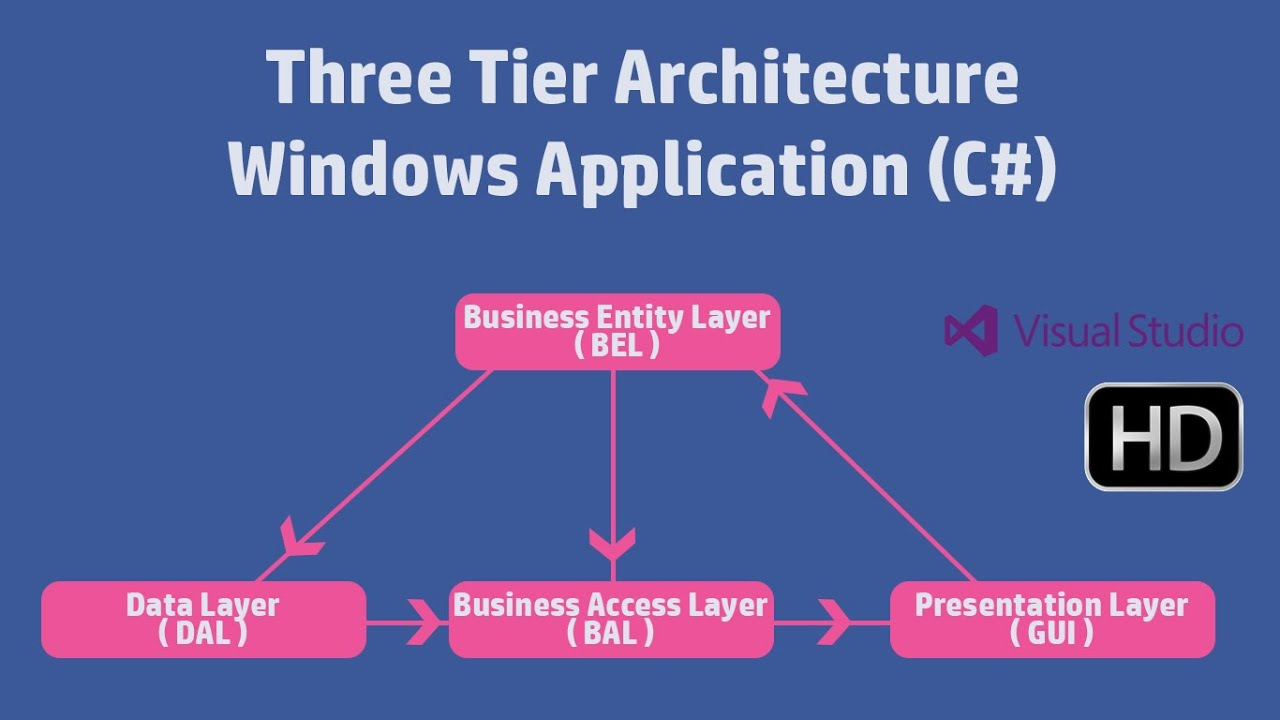 Three Tier Architecture
Windows Application (C#)
Business Entity Layer
( BEL )
Visual Studio
HD
Data Layer
( DAL )
Business Access Layer
( BAL )
Presentation Layer
( GUI )